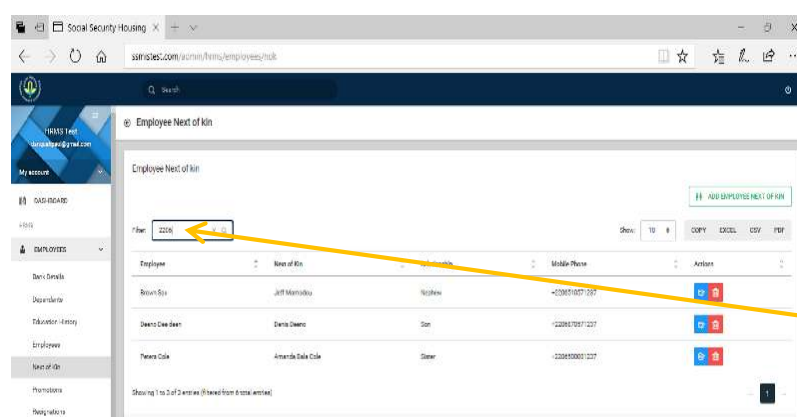 Social Security Housing
ssmistest.com/admin/hrms/employees/nok
Search
Employee Next of kin
HRMS Test
My account
Employee Next of kin
ADD EMPLOYEE NEXT OF KIN
DASHBOARD
HRMS
Filter: 2206
Show: 10
COPY EXCEL CSV PDF
EMPLOYEES
Employee Next of Kin Mobile Phone Actions
Bank Details
Brown Sox Jeff Mamadou Nephew
Dependants
Education History
Deeno Dee deen Denis Deeno Son
Employees
Peters Cole Amanda Bala Cole Sister
Next of Kin
Promotions
Showing 1 to 3 of 3 entries (filtered from 6 total entries)
1
Resignations